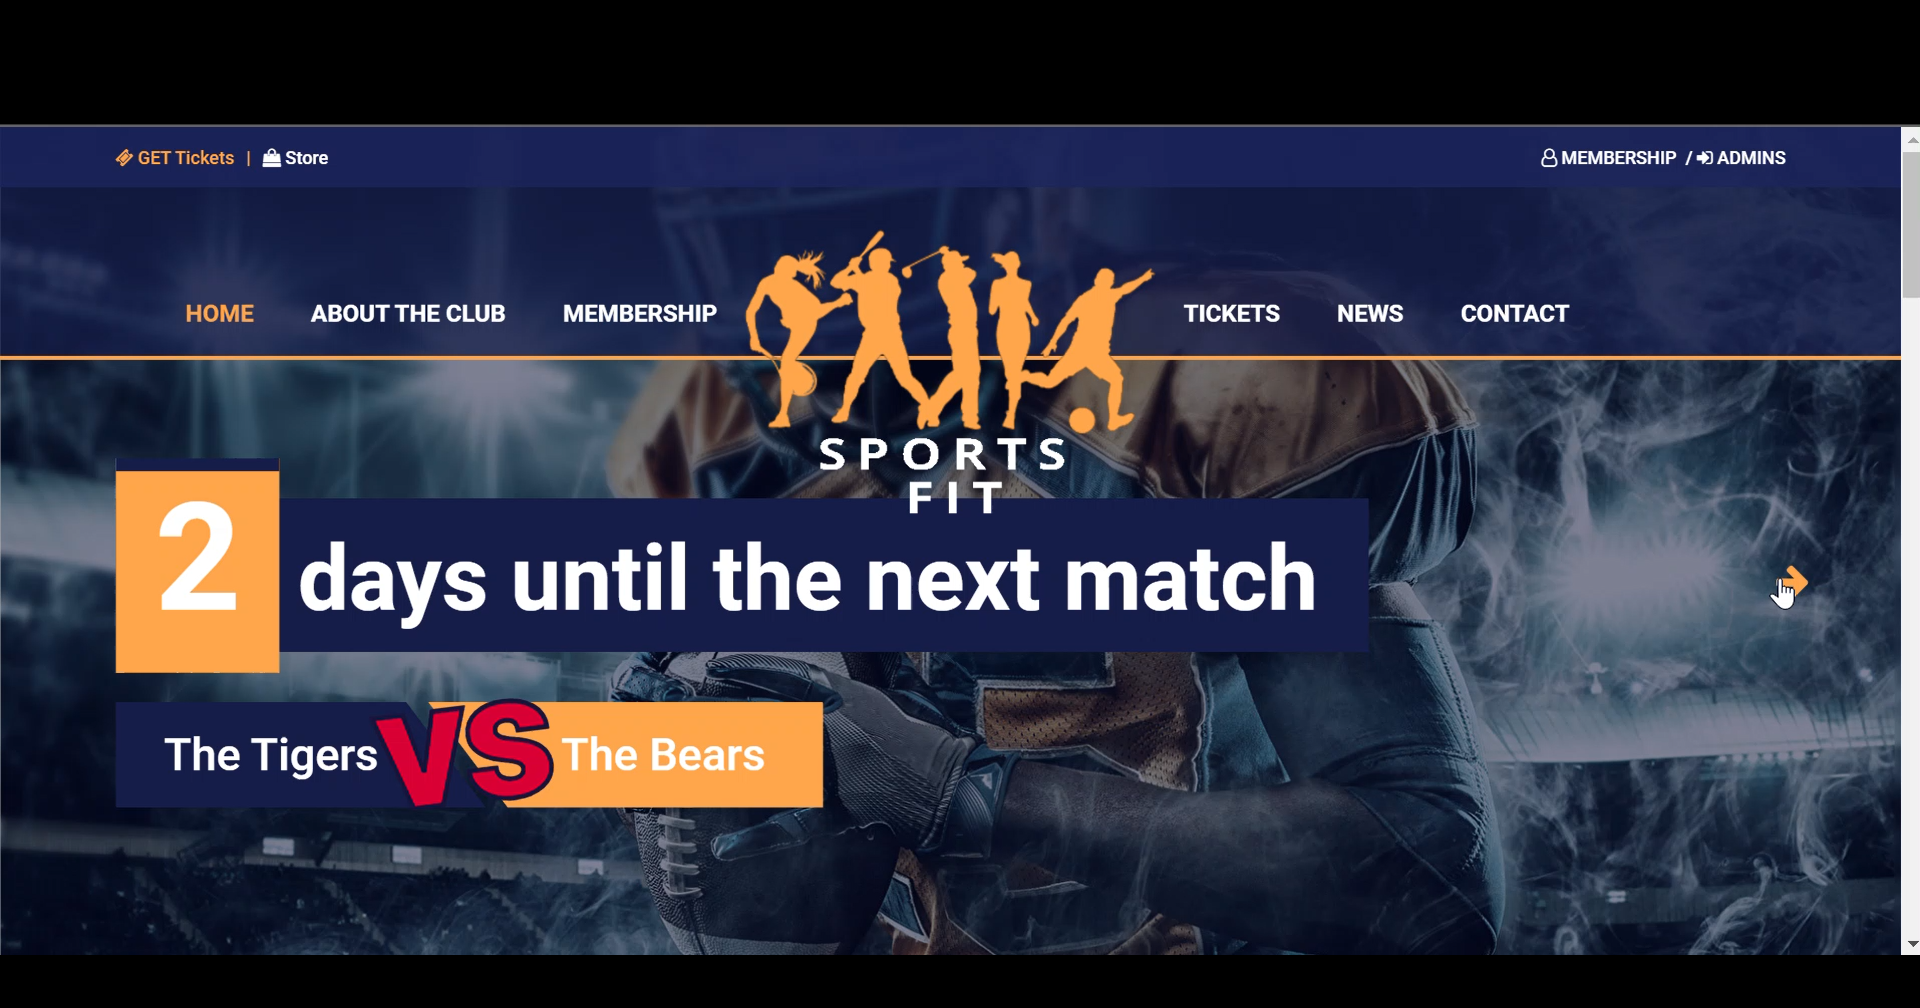 GET Tickets | Store
MEMBERSHIP / ADMINS
HOME ABOUT THE CLUB MEMBERSHIP
TICKETS NEWS CONTACT
SPORTS
FIT
2 days until the next match
The Tigers VS The Bears